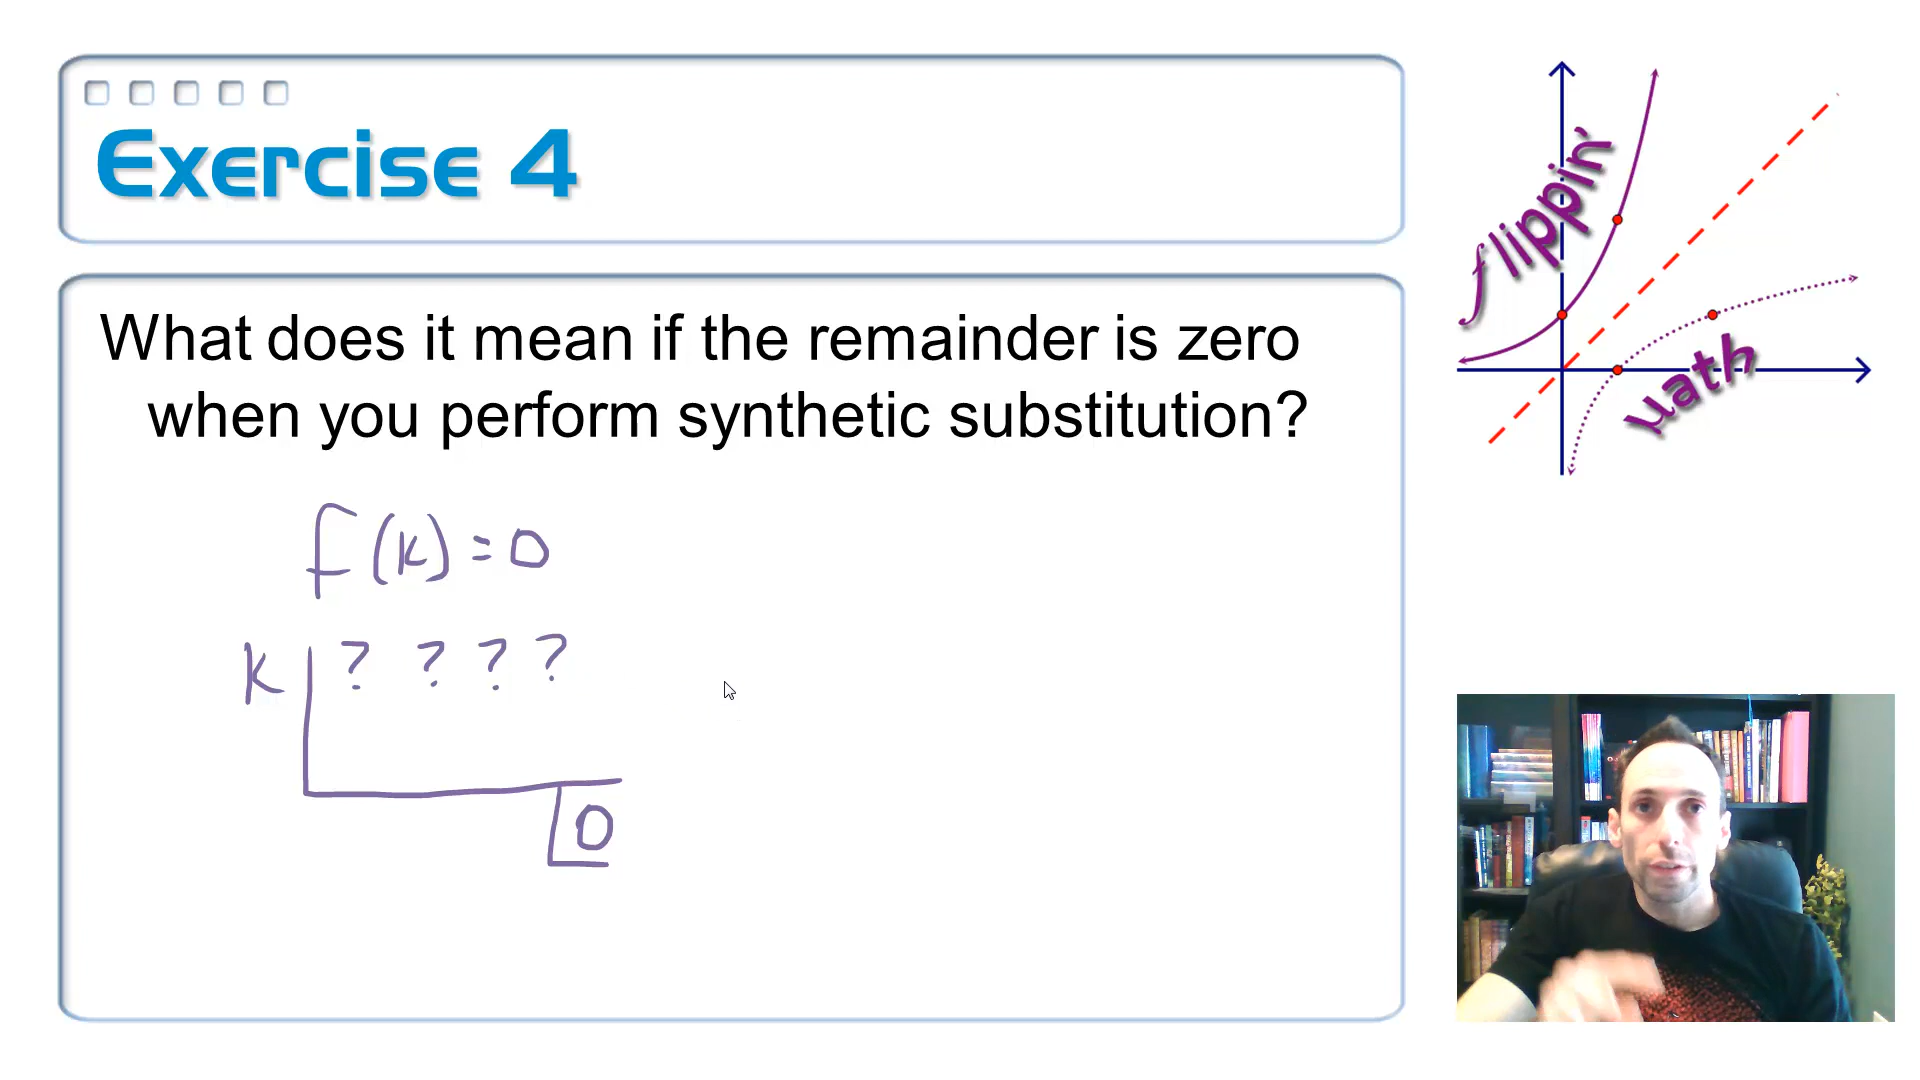 Exercise 4
What does it mean if the remainder is zero
when you perform synthetic substitution?
f(k)=0
k ? ? ? ?
0
flippin'
math